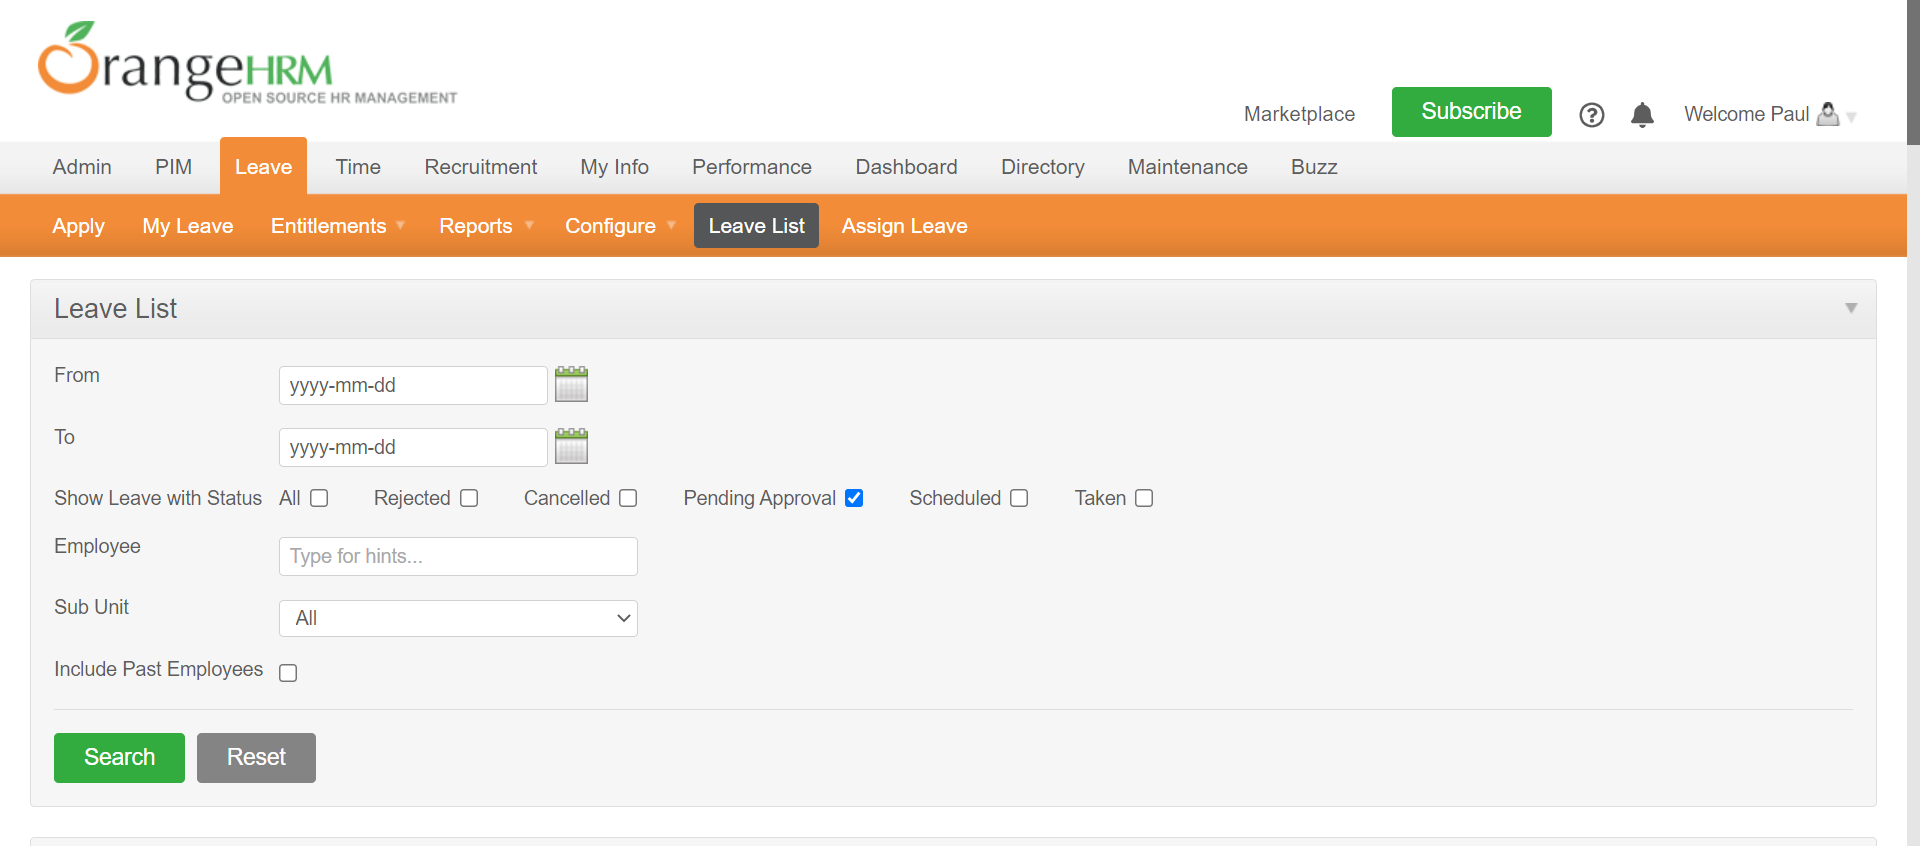 OrangeHRM
OPEN SOURCE HR MANAGEMENT
Marketplace Subscribe Welcome Paul
Admin PIM Leave Time Recruitment My Info Performance Dashboard Directory Maintenance Buzz
Apply My Leave Entitlements Reports Configure Leave List Assign Leave
Leave List
From yyyy-mm-dd
To yyyy-mm-dd
Show Leave with Status All Rejected Cancelled Pending Approval Scheduled Taken
Employee Type for hints...
Sub Unit All
Include Past Employees
Search Reset